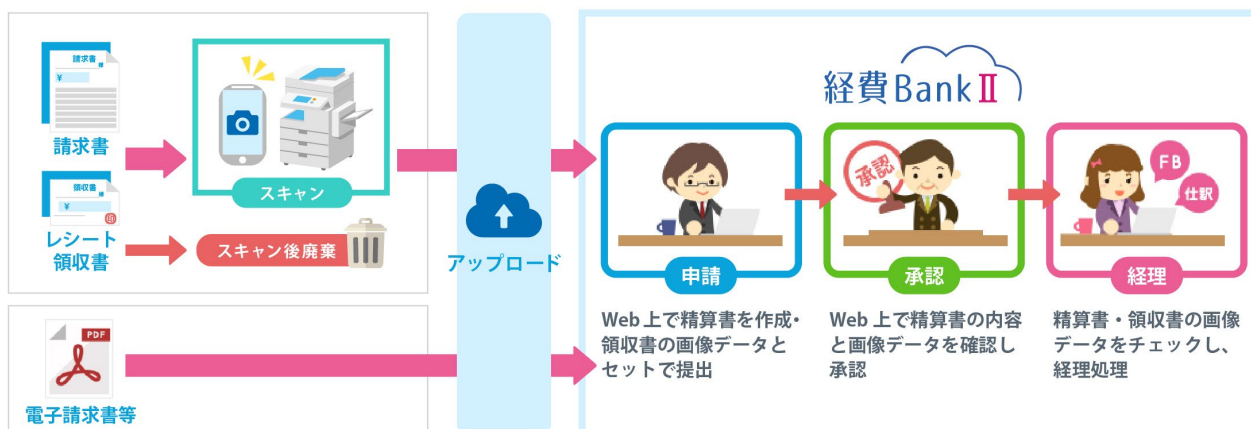 請求書
様
¥
請求書
領収書
様
¥
領
レシート
領収書
スキャン
スキャン後廃棄
PDF
電子請求書等
アップロード
経費BankⅡ
申請
Web上で精算書を作成・
領収書の画像データと
セットで提出
承認
承認
Web上で精算書の内容
と画像データを確認し
承認
FB
仕訳
経理
精算書・領収書の画像
データをチェックし、
経理処理